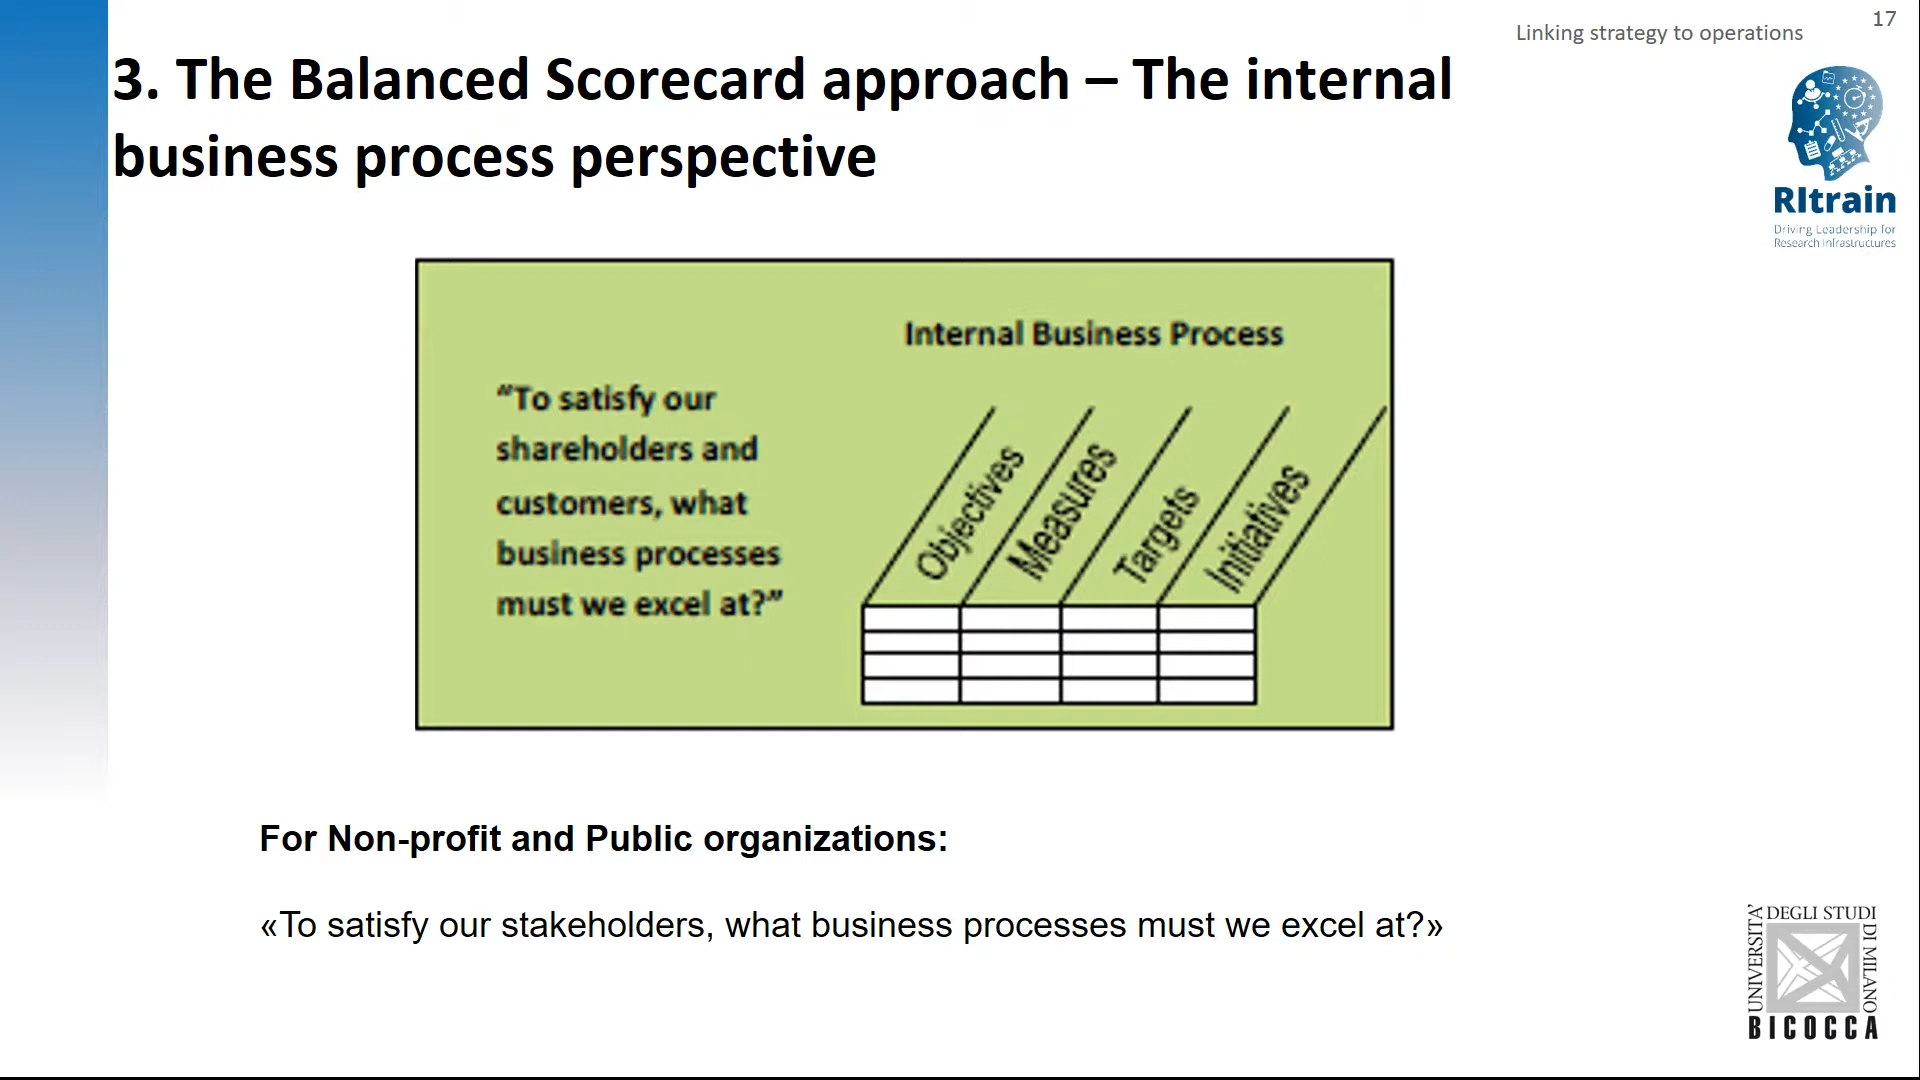 17
Linking strategy to operations
3. The Balanced Scorecard approach – The internal
business process perspective
RItrain
Driving Leadership for
Research Infrastructures
Internal Business Process
“To satisfy our
shareholders and
customers, what
business processes
must we excel at?”
Objectives
Measures
Targets
Initiatives
For Non-profit and Public organizations:
«To satisfy our stakeholders, what business processes must we excel at?»
UNIVERSITA’
DEGLI STUDI
DI MILANO
BICOCCA